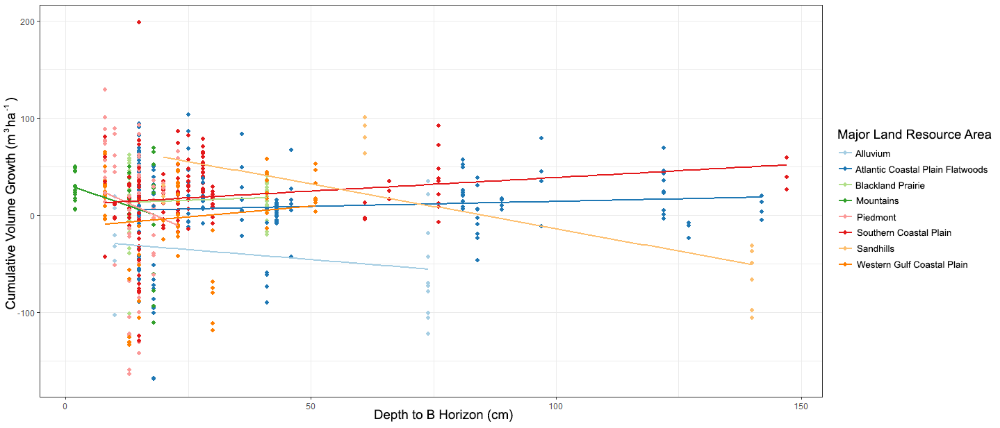 Cumulative Volume Growth (m³ha⁻¹)
200
100
0
-100
0
50
100
150
Depth to B Horizon (cm)
Major Land Resource Area
Alluvium
Atlantic Coastal Plain Flatwoods
Blackland Prairie
Mountains
Piedmont
Southern Coastal Plain
Sandhills
Western Gulf Coastal Plain